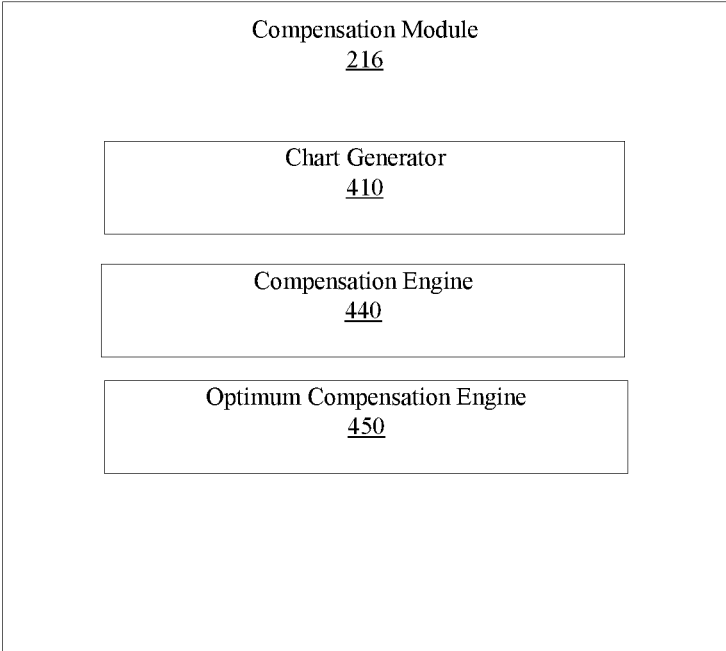 Compensation Module
216
Chart Generator
410
Compensation Engine
440
Optimum Compensation Engine
450